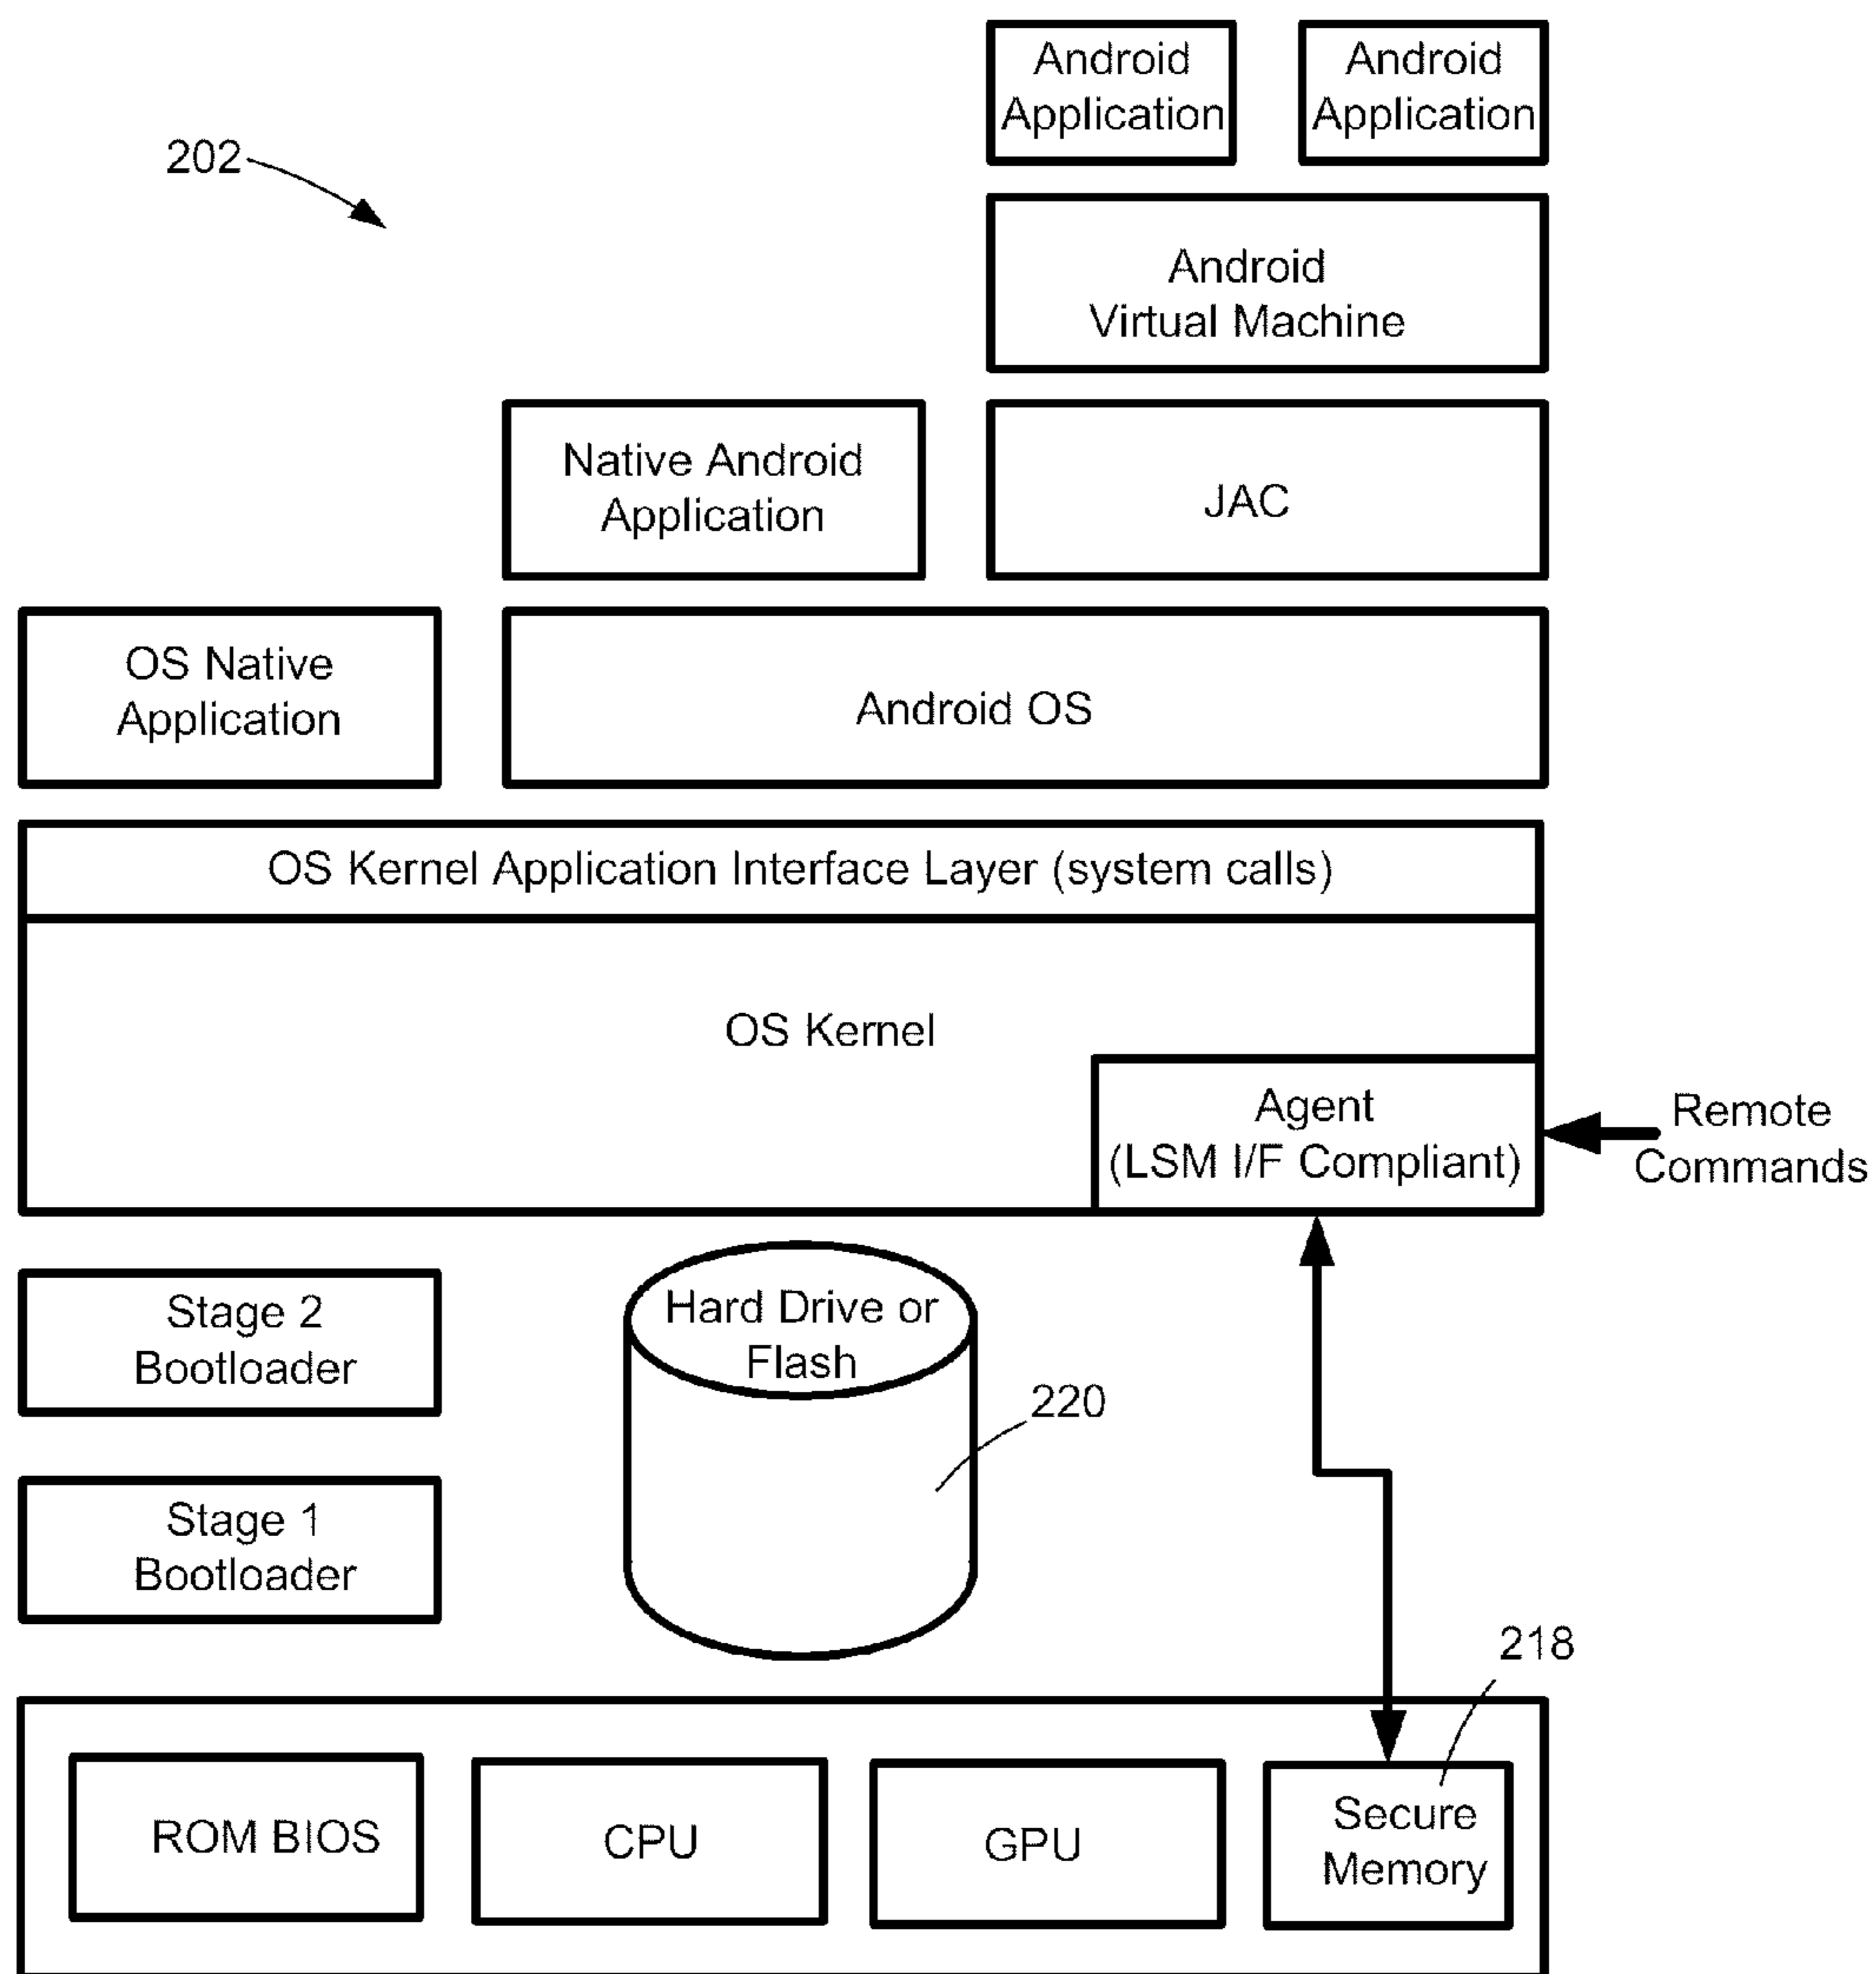 Android
Application
Android
Application
202
Android
Virtual Machine
Native Android
Application
JAC
OS Native
Application
Android OS
OS Kernel Application Interface Layer (system calls)
OS Kernel
Agent
(LSM I/F Compliant)
Remote
Commands
Stage 2
Bootloader
Hard Drive or
Flash
220
Stage 1
Bootloader
218
ROM BIOS
CPU
GPU
Secure
Memory